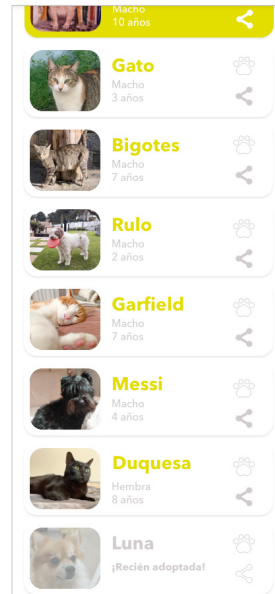 Macho
10 años
Gato
Macho
3 años
Bigotes
Macho
7 años
Rulo
Macho
2 años
Garfield
Macho
7 años
Messi
Macho
4 años
Duquesa
Hembra
8 años
Luna
¡Recién adoptada!